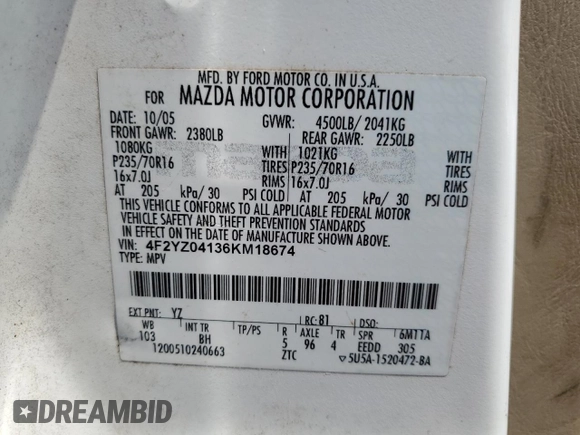 MFD. BY FORD MOTOR CO. IN U.S.A.
FOR MAZDA MOTOR CORPORATION
DATE: 10/05 GVWR: 4500LB/ 2041KG
FRONT GAWR: 2380LB REAR GAWR: 2250LB
1080KG WITH 1021KG WITH
P235/70R16 TIRES P235/70R16 TIRES
16x7.0J RIMS 16x7.0J RIMS
AT 205 kPa/ 30 PSI COLD AT 205 kPa/ 30 PSI COLD
THIS VEHICLE CONFORMS TO ALL APPLICABLE FEDERAL MOTOR
VEHICLE SAFETY AND THEFT PREVENTION STANDARDS
IN EFFECT ON THE DATE OF MANUFACTURE SHOWN ABOVE.
VIN: 4F2YZ04136KM18674
TYPE: MPV
EXT PNT: YZ RC: 81 DSO:
WB INT TR TP/PS R AXLE TR SPR 6M11A
103 BH 5 96 4 EEDD 305
1200510240663 ZTC 5U5A-1520472-BA
DREAMBID